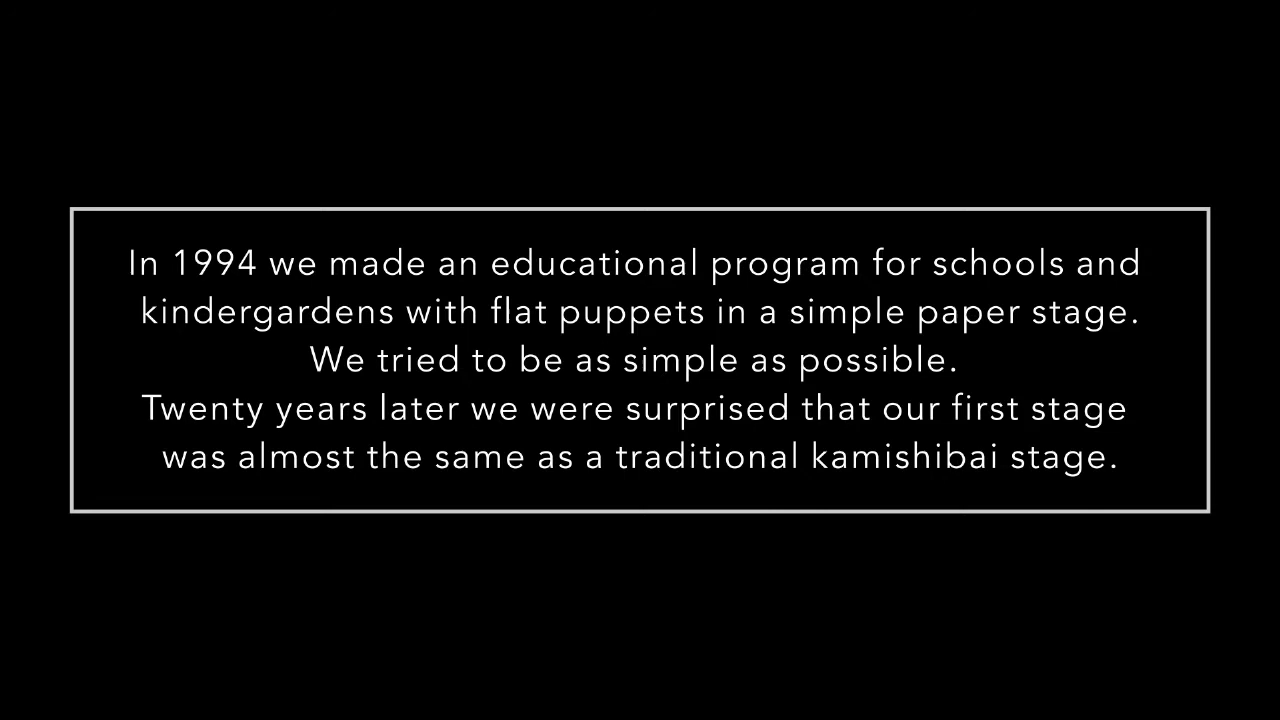 In 1994 we made an educational program for schools and
kindergardens with flat puppets in a simple paper stage.
We tried to be as simple as possible.
Twenty years later we were surprised that our first stage
was almost the same as a traditional kamishibai stage.